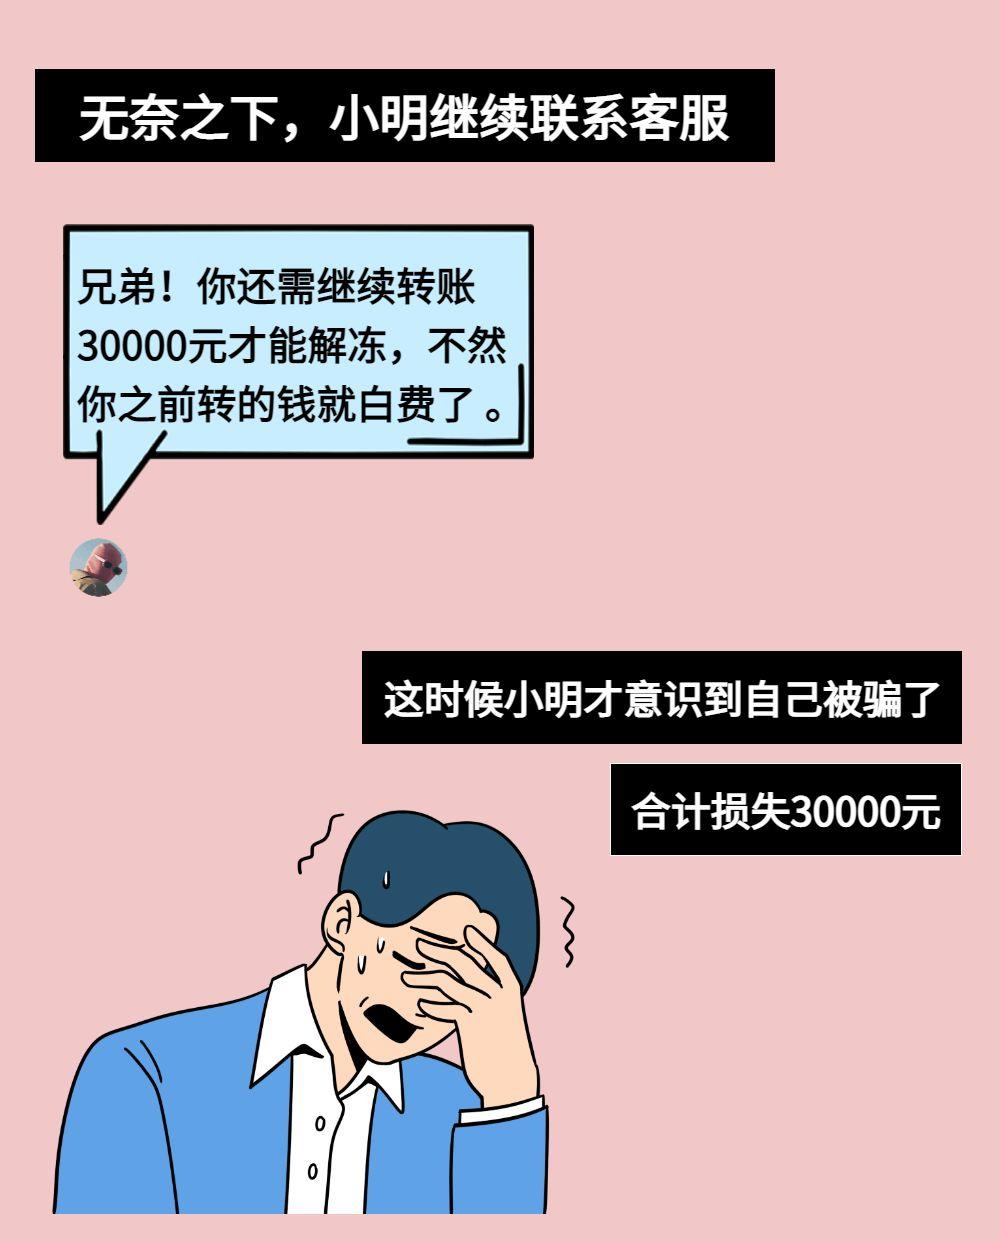 无奈之下，小明继续联系客服
兄弟！你还需继续转账
30000元才能解冻，不然
你之前转的钱就白费了。
这时候小明才意识到自己被骗了
合计损失30000元